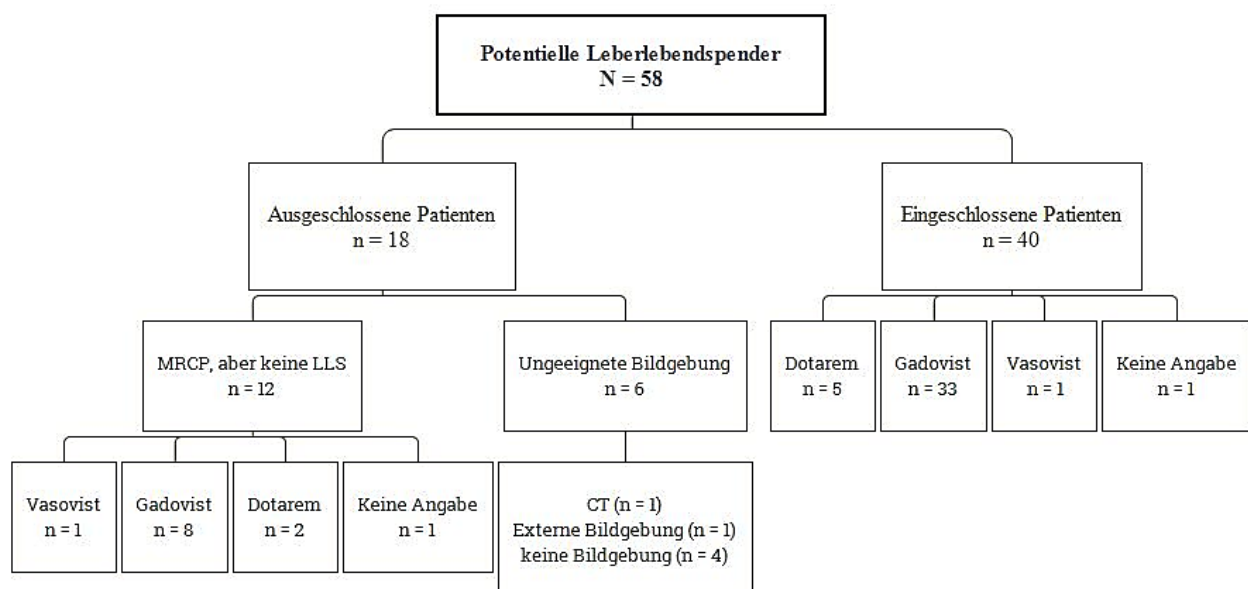 Potentielle Leberlebendspender
N = 58
Ausgeschlossene Patienten
n = 18
Eingeschlossene Patienten
n = 40
MRCP, aber keine LLS
n = 12
Ungeeignete Bildgebung
n = 6
Dotarem
n = 5
Gadovist
n = 33
Vasovist
n = 1
Keine Angabe
n = 1
Vasovist
n = 1
Gadovist
n = 8
Dotarem
n = 2
Keine Angabe
n = 1
CT (n = 1)
Externe Bildgebung (n = 1)
keine Bildgebung (n = 4)